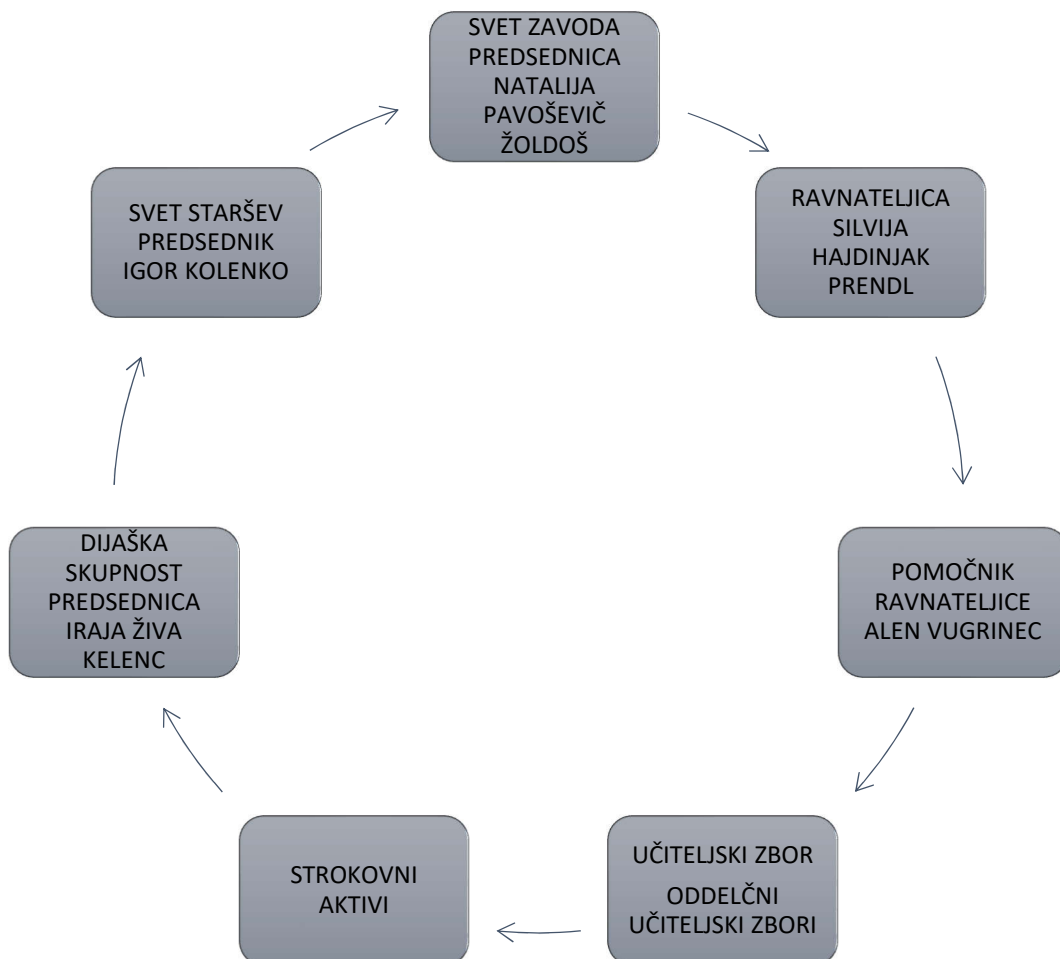 SVET ZAVODA
PREDSEDNICA
NATALIJA
PAVOŠEVIČ
ŽOLDOŠ
RAVNATELJICA
SILVIJA
HAJDINJAK
PRENDL
POMOČNIK
RAVNATELJICE
ALEN VUGRINEC
UČITELJSKI ZBOR
ODDELČNI
UČITELJSKI ZBORI
STROKOVNI
AKTIVI
DIJAŠKA
SKUPNOST
PREDSEDNICA
IRAJA ŽIVA
KELENC
SVET STARŠEV
PREDSEDNIK
IGOR KOLENKO